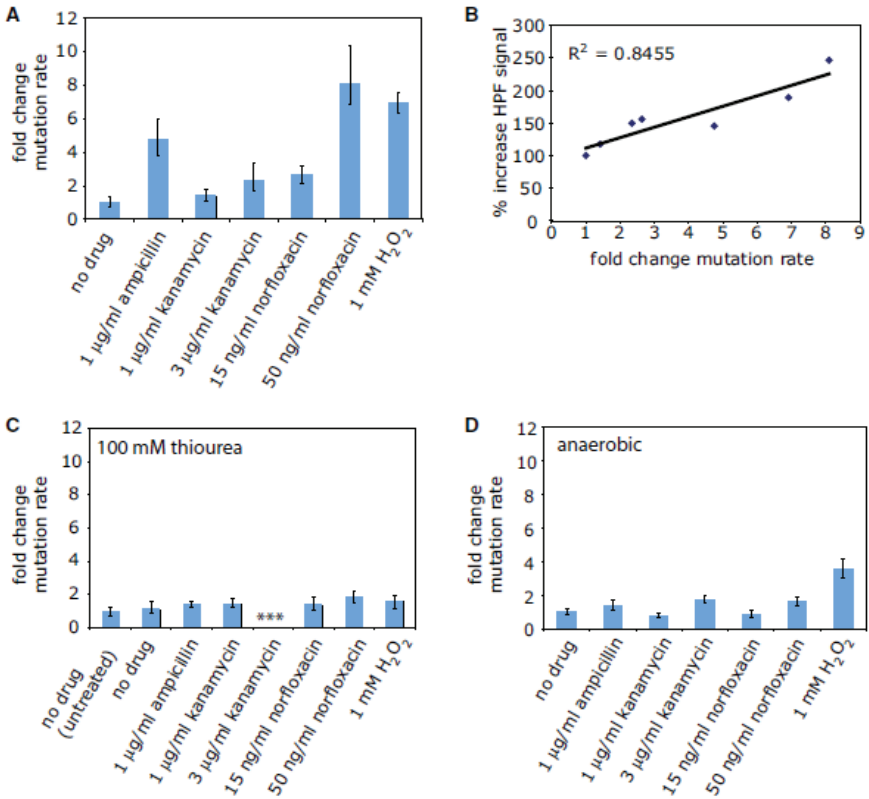 A
fold change
mutation rate
12
10
8
6
4
2
0
no drug
1 μg/ml ampicillin
1 μg/ml kanamycin
3 μg/ml kanamycin
15 ng/ml norfloxacin
50 ng/ml norfloxacin
1 mM H₂O₂
B
% increase HPF signal
300
250
200
150
100
50
0
R² = 0.8455
0 1 2 3 4 5 6 7 8 9
fold change mutation rate
C
fold change
mutation rate
12
10
8
6
4
2
0
100 mM thiourea
***
no drug
(untreated)
no drug
1 μg/ml ampicillin
1 μg/ml kanamycin
3 μg/ml kanamycin
15 ng/ml norfloxacin
50 ng/ml norfloxacin
1 mM H₂O₂
D
fold change
mutation rate
12
10
8
6
4
2
0
anaerobic
no drug
1 μg/ml ampicillin
1 μg/ml kanamycin
3 μg/ml kanamycin
15 ng/ml norfloxacin
50 ng/ml norfloxacin
1 mM H₂O₂